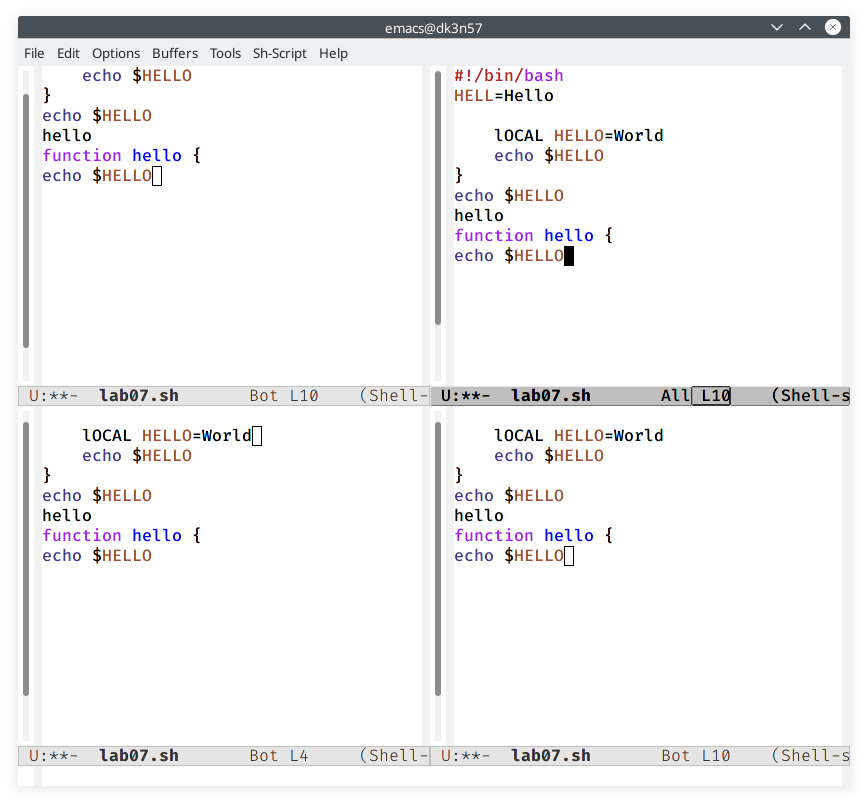 emacs@dk3n57
File Edit Options Buffers Tools Sh-Script Help
echo $HELLO
}
echo $HELLO
hello
function hello {
echo $HELLO
U:**- lab07.sh Bot L10 (Shell-
#!/bin/bash
HELL=Hello
lOCAL HELLO=World
echo $HELLO
}
echo $HELLO
hello
function hello {
echo $HELLO
U:**- lab07.sh All L10 (Shell-s
lOCAL HELLO=World
echo $HELLO
}
echo $HELLO
hello
function hello {
echo $HELLO
U:**- lab07.sh Bot L4 (Shell-
lOCAL HELLO=World
echo $HELLO
}
echo $HELLO
hello
function hello {
echo $HELLO
U:**- lab07.sh Bot L10 (Shell-s